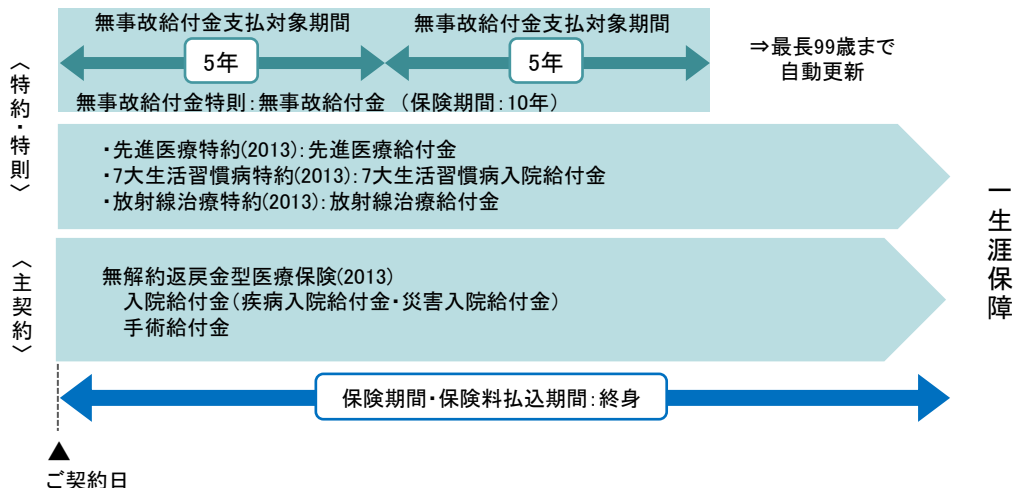 無事故給付金支払対象期間
無事故給付金支払対象期間
5年
5年
⇒最長99歳まで
自動更新
無事故給付金特則:無事故給付金 (保険期間:10年)
〈特約・特則〉
・先進医療特約(2013):先進医療給付金
・7大生活習慣病特約(2013):7大生活習慣病入院給付金
・放射線治療特約(2013):放射線治療給付金
一生涯保障
〈主契約〉
無解約返戻金型医療保険(2013)
入院給付金(疾病入院給付金・災害入院給付金)
手術給付金
保険期間・保険料払込期間:終身
▲
ご契約日